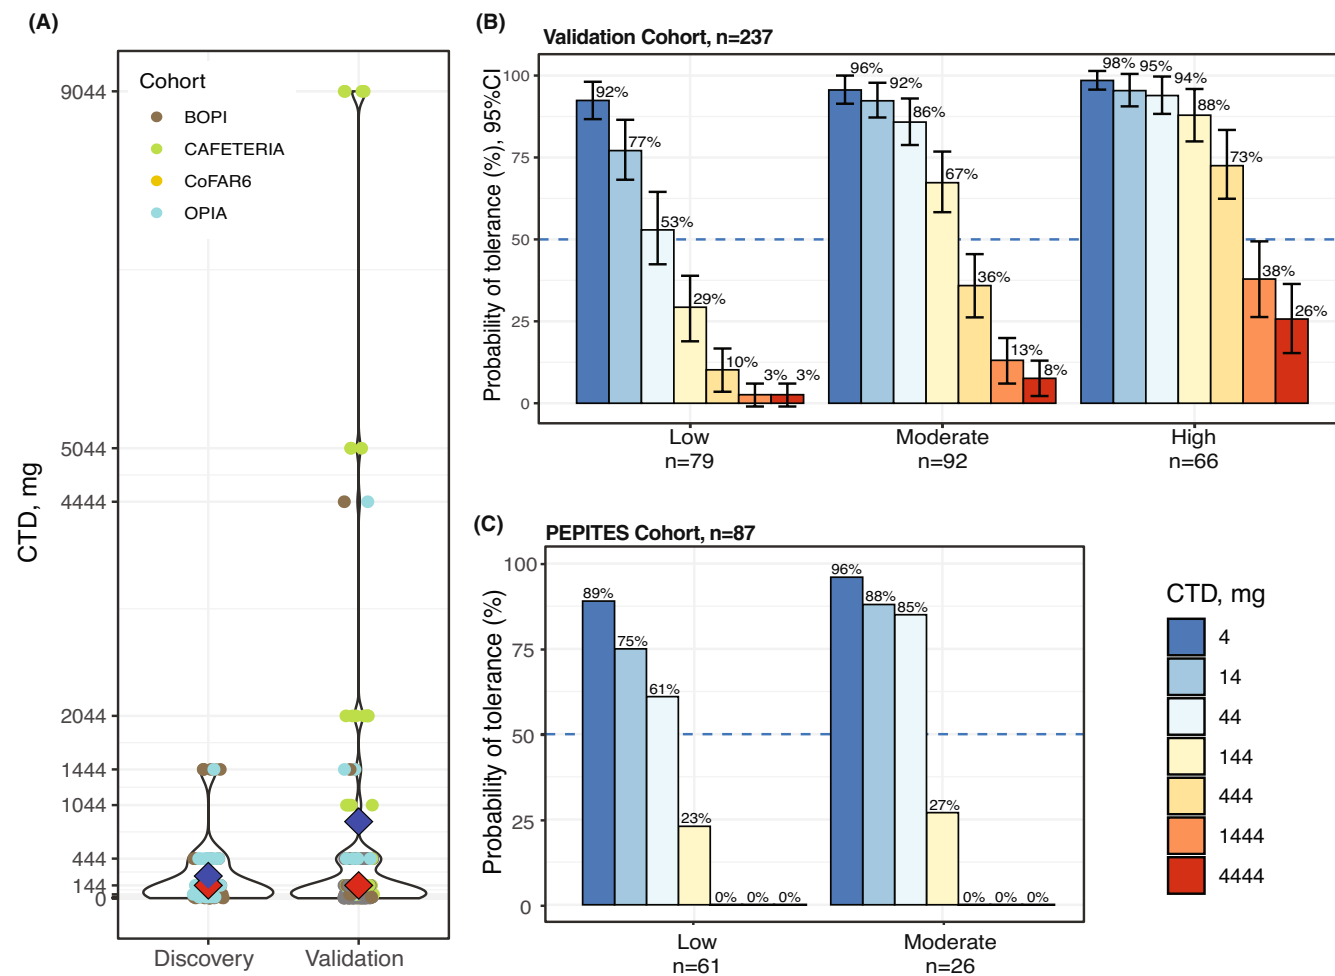 (A)
CTD, mg
9044
5044
4444
2044
1444
1044
444
144
0
Cohort
BOPI
CAFETERIA
CoFAR6
OPIA
Discovery
Validation
(B)
Validation Cohort, n=237
Probability of tolerance (%), 95%CI
100
75
50
25
0
92%
77%
53%
29%
10%
3%
3%
96%
92%
86%
67%
36%
13%
8%
98%
95%
94%
88%
73%
38%
26%
Low
n=79
Moderate
n=92
High
n=66
(C)
PEPITES Cohort, n=87
Probability of tolerance (%)
100
75
50
25
0
89%
75%
61%
23%
0%
0%
0%
96%
88%
85%
27%
0%
0%
0%
Low
n=61
Moderate
n=26
CTD, mg
4
14
44
144
444
1444
4444